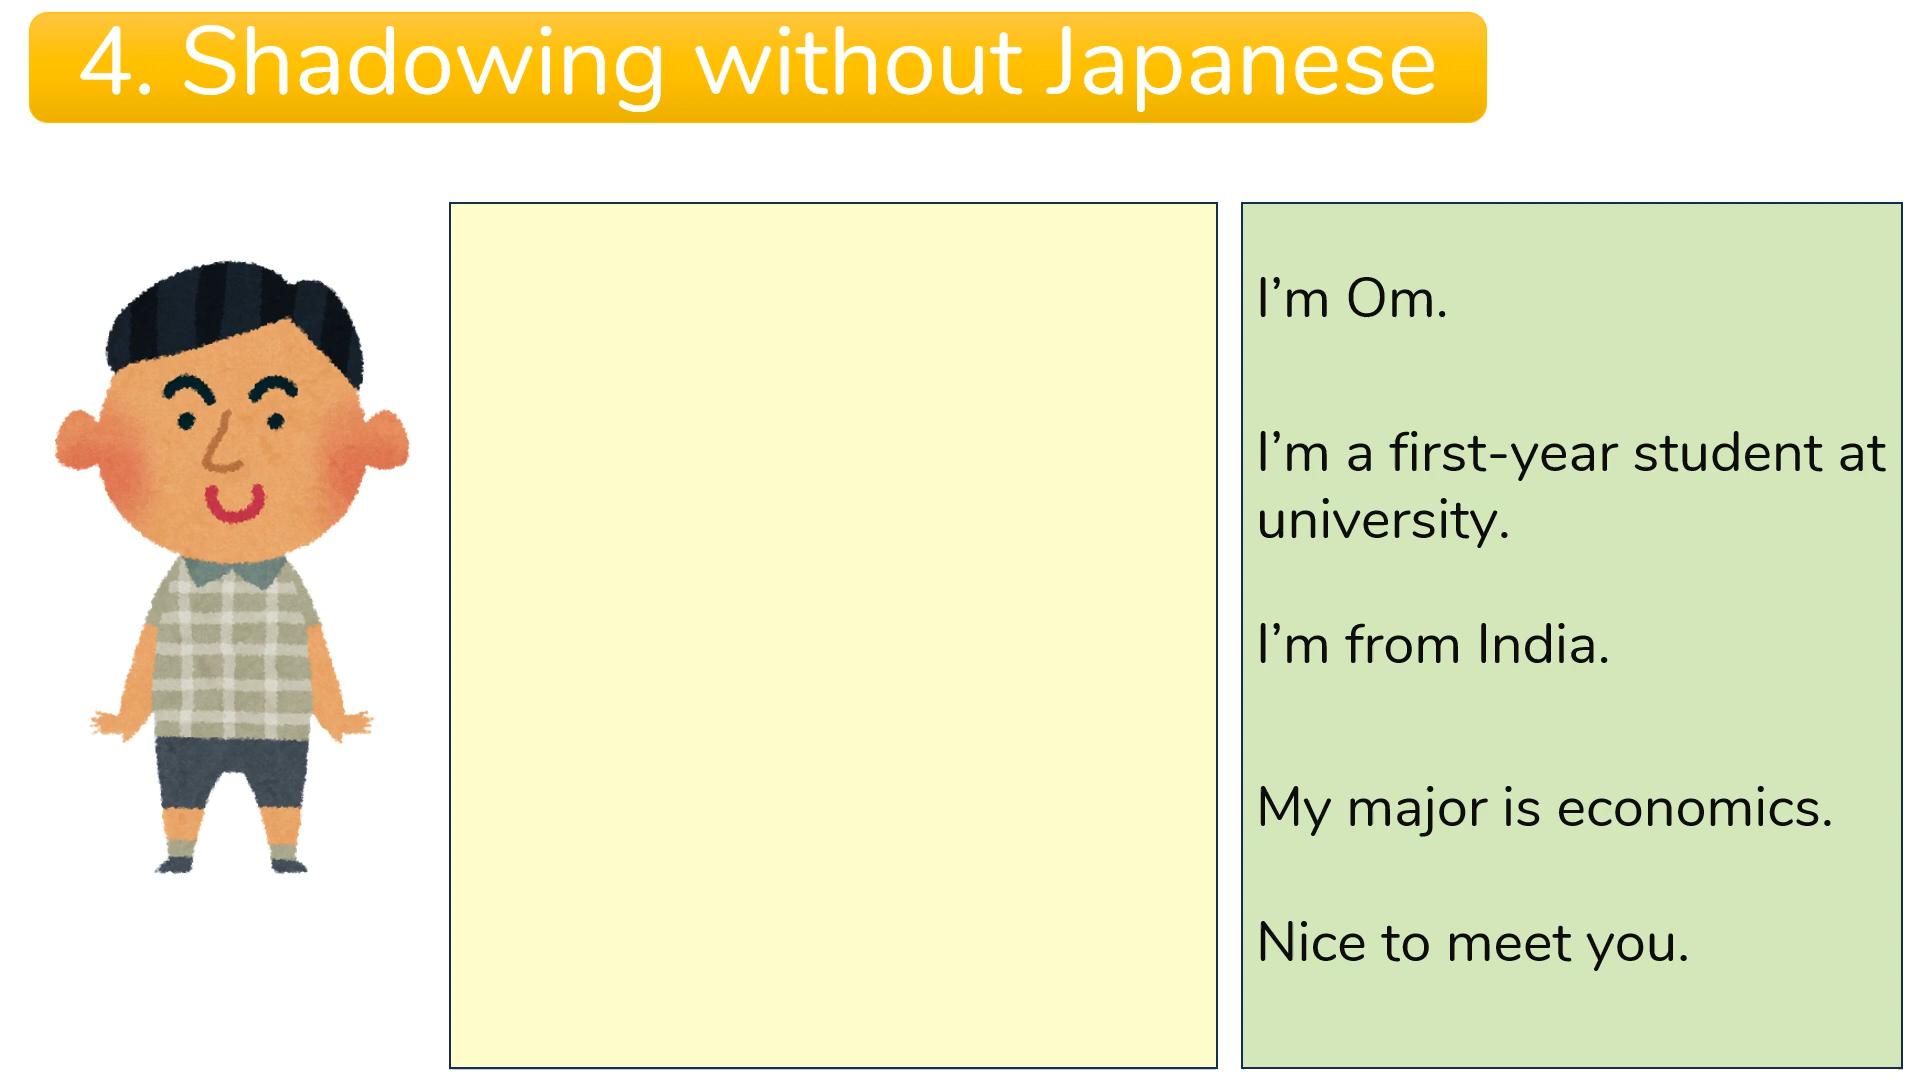 4. Shadowing without Japanese
I’m Om.
I’m a first-year student at
university.
I’m from India.
My major is economics.
Nice to meet you.